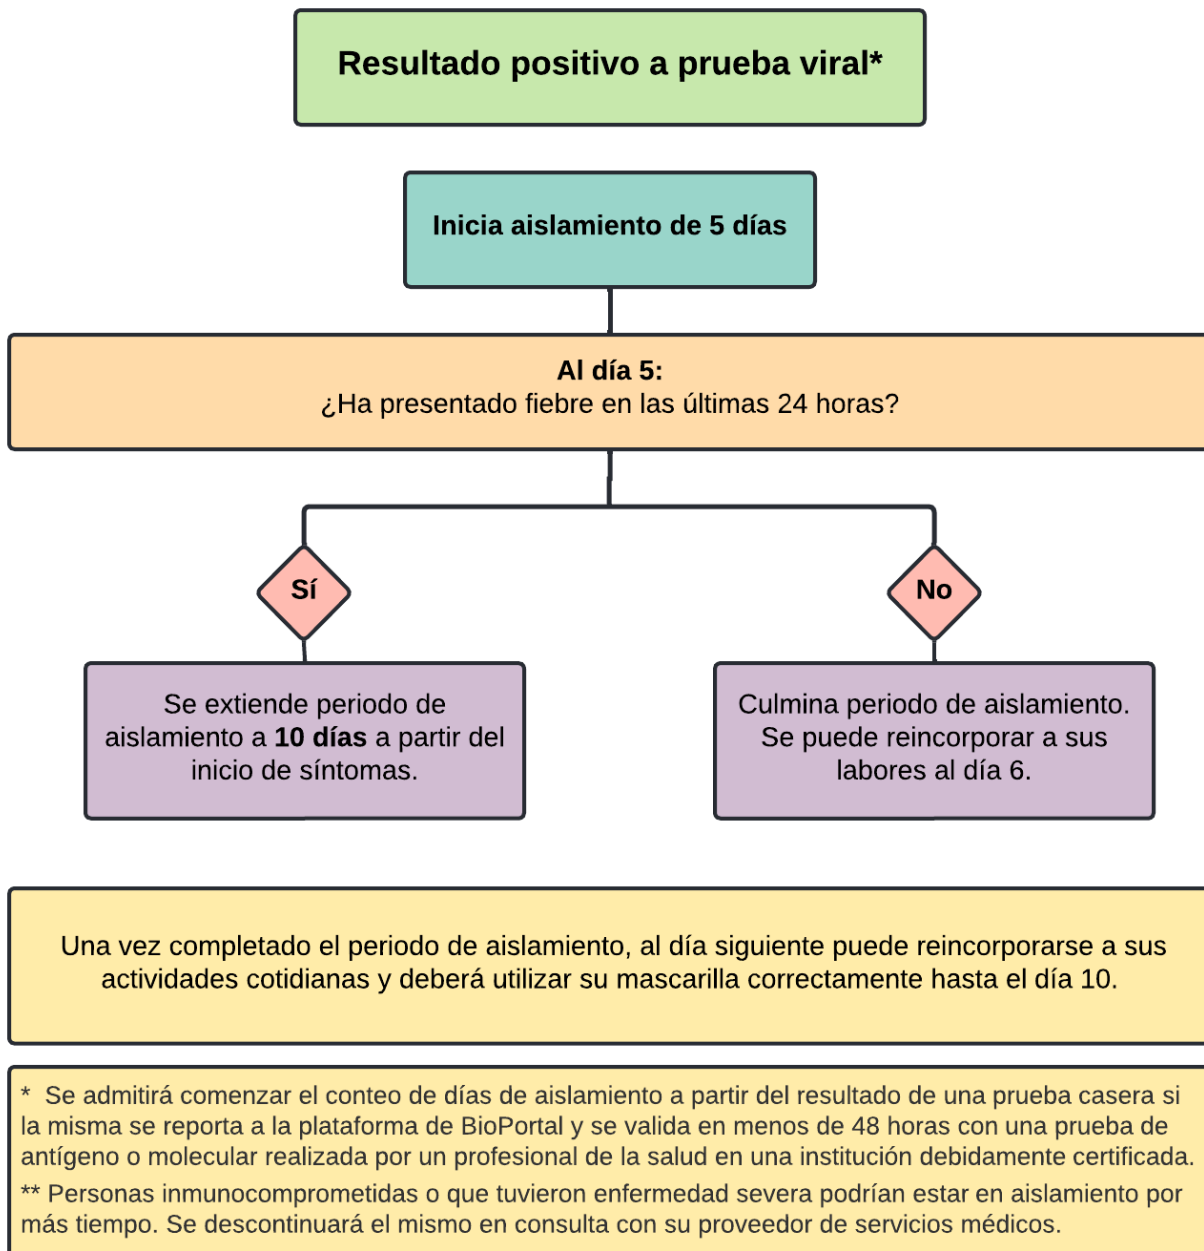 Resultado positivo a prueba viral*
Inicia aislamiento de 5 días
Al día 5:
¿Ha presentado fiebre en las últimas 24 horas?
Sí
No
Se extiende periodo de
aislamiento a 10 días a partir del
inicio de síntomas.
Culmina periodo de aislamiento.
Se puede reincorporar a sus
labores al día 6.
Una vez completado el periodo de aislamiento, al día siguiente puede reincorporarse a sus
actividades cotidianas y deberá utilizar su mascarilla correctamente hasta el día 10.
* Se admitirá comenzar el conteo de días de aislamiento a partir del resultado de una prueba casera si
la misma se reporta a la plataforma de BioPortal y se valida en menos de 48 horas con una prueba de
antígeno o molecular realizada por un profesional de la salud en una institución debidamente certificada.
** Personas inmunocomprometidas o que tuvieron enfermedad severa podrían estar en aislamiento por
más tiempo. Se descontinuará el mismo en consulta con su proveedor de servicios médicos.